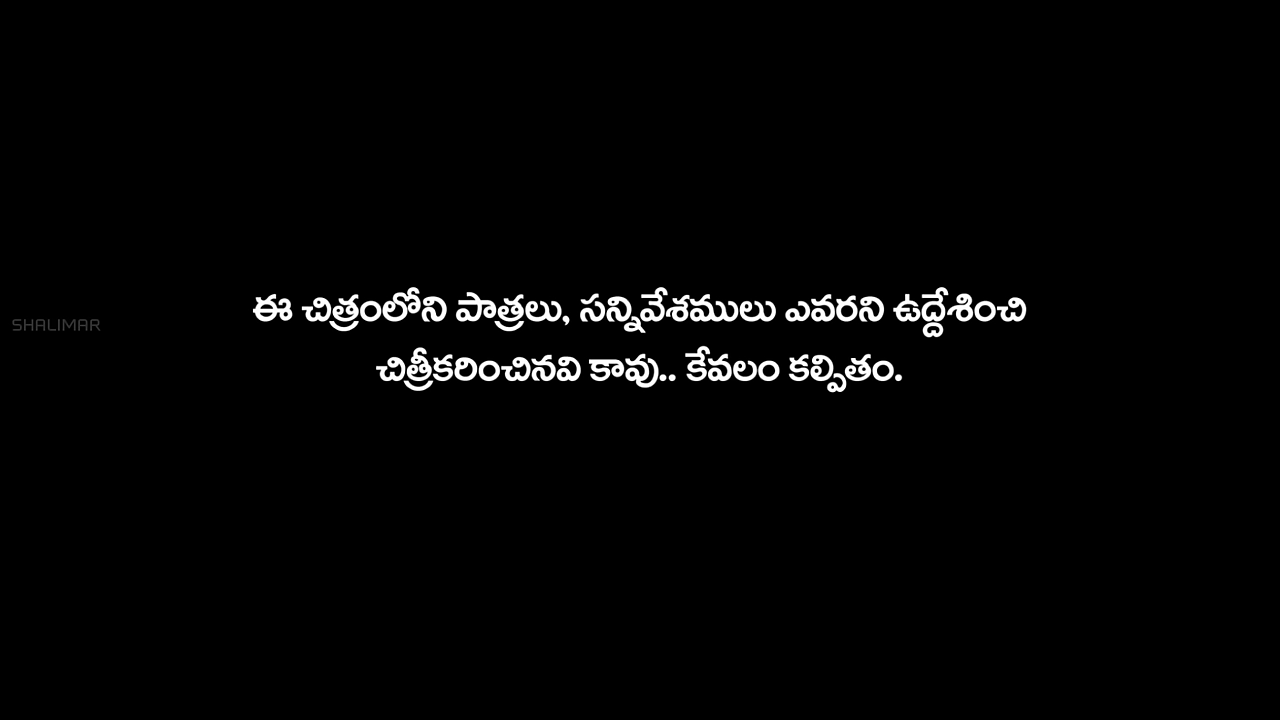 SHALIMAR
ఈ చిత్రంలోని పాత్రలు, సన్నివేశములు ఎవరని ఉద్దేశించి
చిత్రీకరించినవి కావు.. కేవలం కల్పితం.